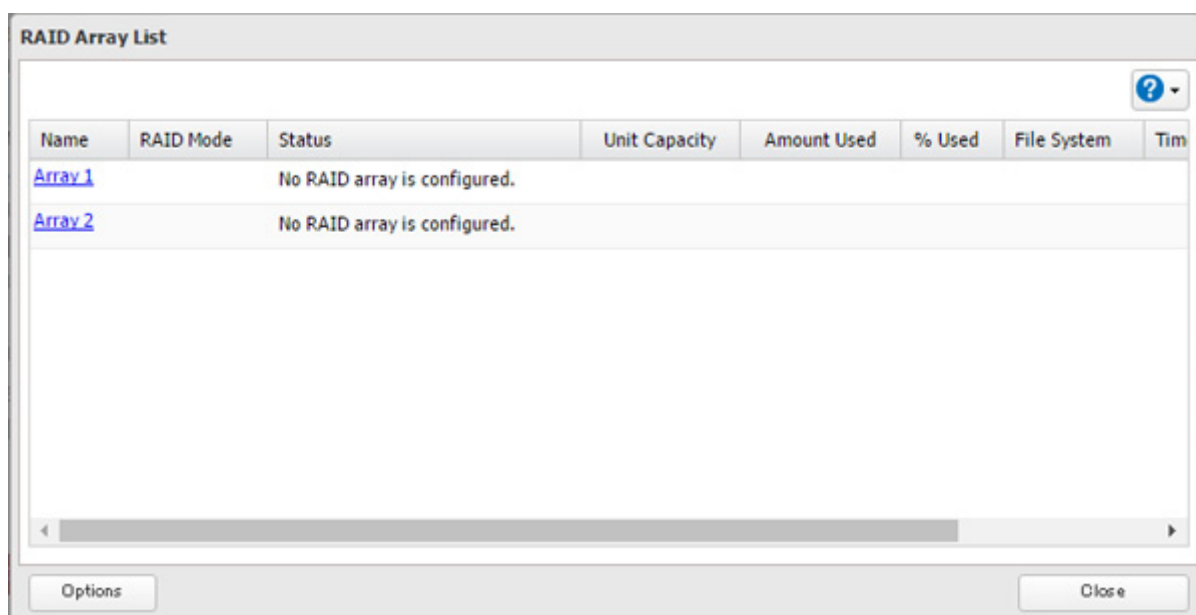 RAID Array List
?
Name RAID Mode Status Unit Capacity Amount Used % Used File System Tim
Array 1 No RAID array is configured.
Array 2 No RAID array is configured.
Options Close